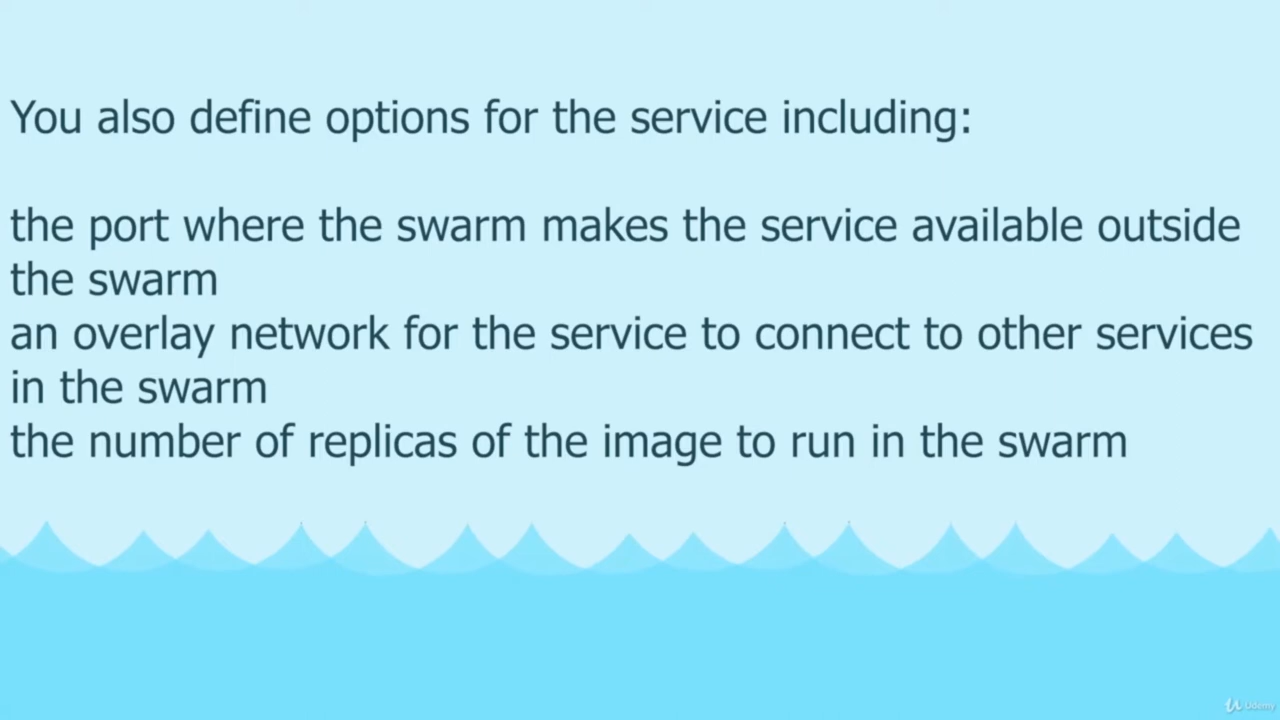 You also define options for the service including:
the port where the swarm makes the service available outside
the swarm
an overlay network for the service to connect to other services
in the swarm
the number of replicas of the image to run in the swarm
Udemy